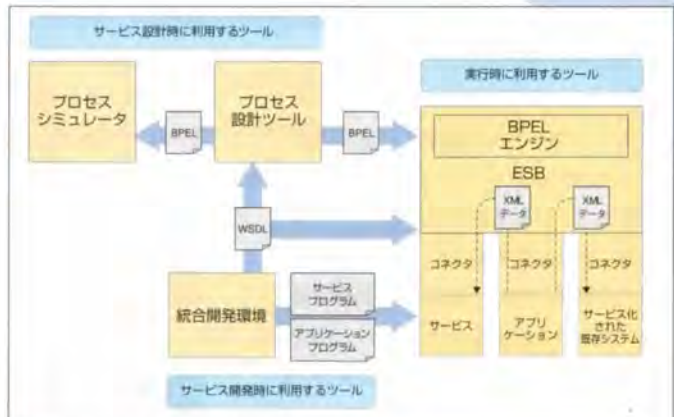 サービス設計時に利用するツール
実行時に利用するツール
プロセス
シミュレータ
BPEL
プロセス
設計ツール
BPEL
BPEL
エンジン
ESB
XML
データ
XML
データ
WSDL
コネクタ
コネクタ
コネクタ
統合開発環境
サービス
プログラム
アプリケーション
プログラム
サービス
アプリ
ケーション
サービス化
された
既存システム
サービス開発時に利用するツール